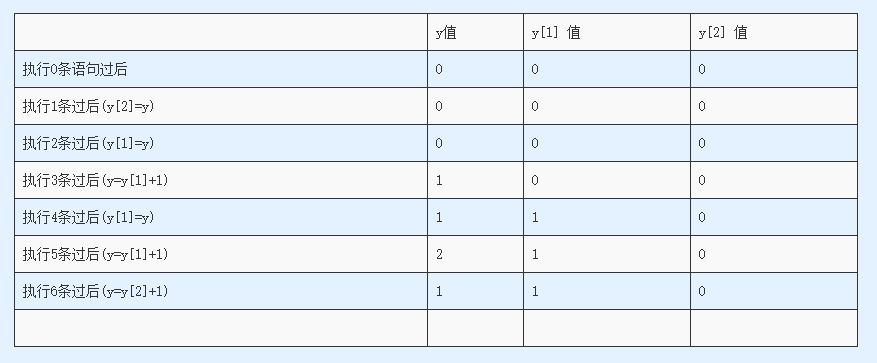 y值 y[1] 值 y[2] 值
执行0条语句过后 0 0 0
执行1条过后(y[2]=y) 0 0 0
执行2条过后(y[1]=y) 0 0 0
执行3条过后(y=y[1]+1) 1 0 0
执行4条过后(y[1]=y) 1 1 0
执行5条过后(y=y[1]+1) 2 1 0
执行6条过后(y=y[2]+1) 1 1 0